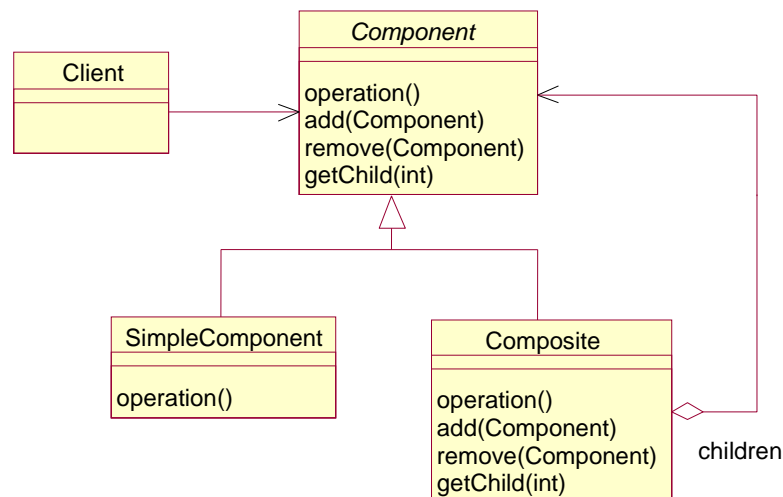 Component
operation()
add(Component)
remove(Component)
getChild(int)
Client
SimpleComponent
operation()
Composite
operation()
add(Component)
remove(Component)
getChild(int)
children